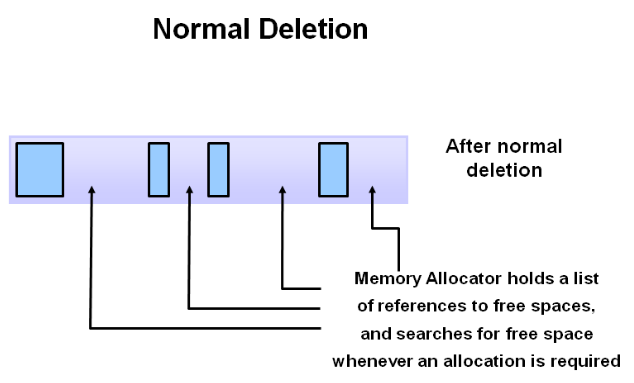 Normal Deletion
After normal
deletion
Memory Allocator holds a list
of references to free spaces,
and searches for free space
whenever an allocation is required